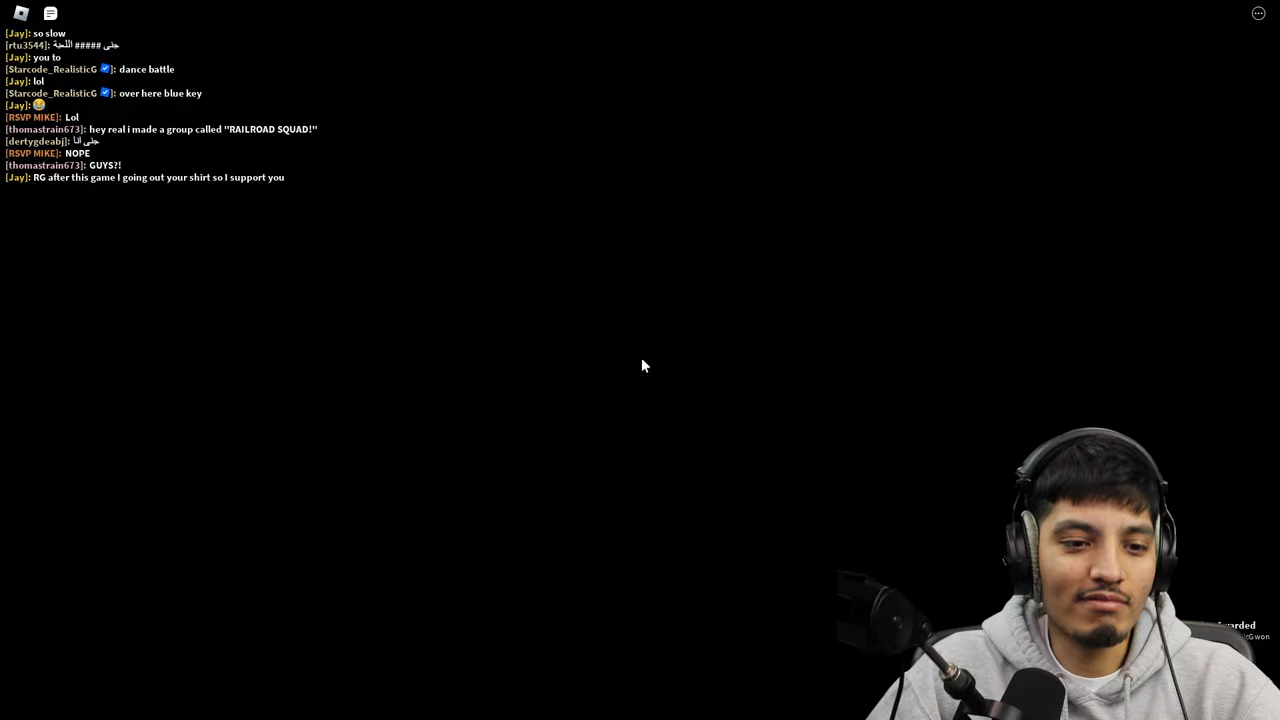 [Jay]: so slow
[rtu3544]: جنى ##### اللعبة
[Jay]: you to
[Starcode_RealisticG ]: dance battle
[Jay]: lol
[Starcode_RealisticG ]: over here blue key
[Jay]: 😂
[RSVP MIKE]: Lol
[thomastrain673]: hey real i made a group called "RAILROAD SQUAD!"
[dertygdeabj]: جنى انا
[RSVP MIKE]: NOPE
[thomastrain673]: GUYS?!
[Jay]: RG after this game I going out your shirt so I support you